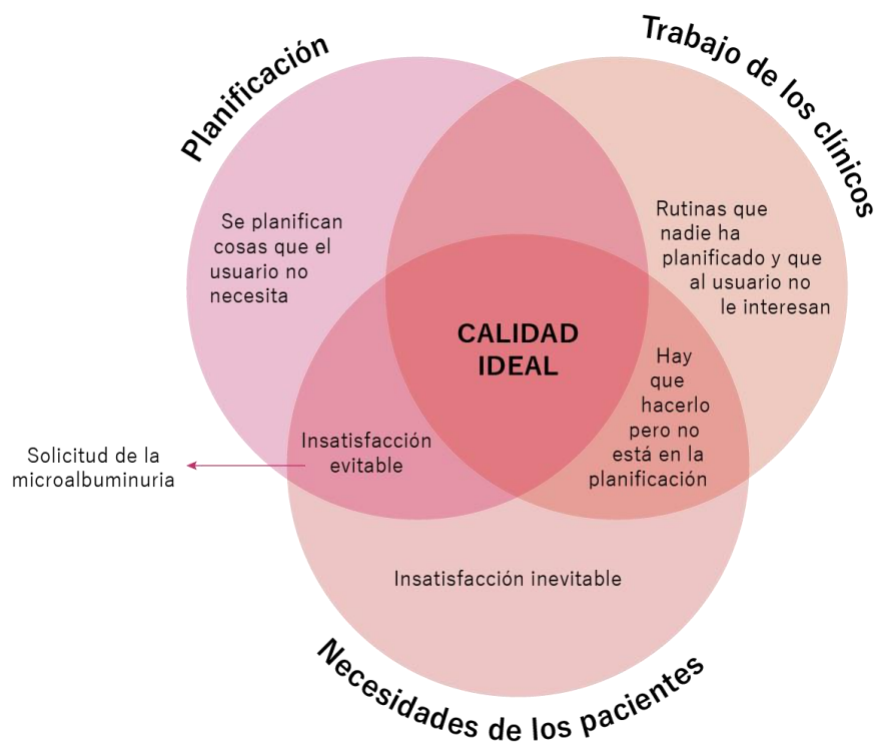 Planificación
Trabajo de los clínicos
Se planifican
cosas que el
usuario no
necesita
Rutinas que
nadie ha
planificado y que
al usuario no
le interesan
CALIDAD
IDEAL
Hay
que
hacerlo
pero no
está en la
planificación
Insatisfacción
evitable
Solicitud de la
microalbuminuria
Insatisfacción inevitable
Necesidades de los pacientes